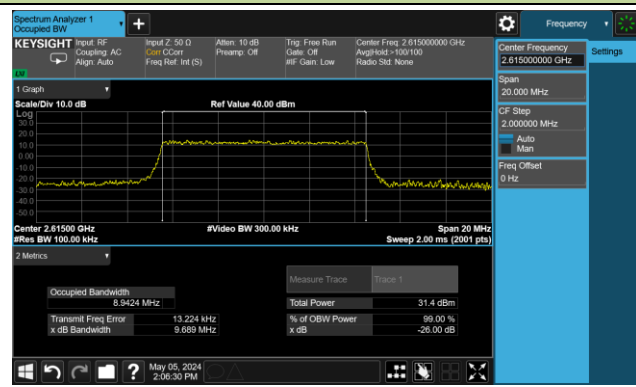 Spectrum Analyzer 1
Occupied BW
KEYSIGHT
Input: RF
Coupling: AC
Align: Auto
Input Z: 50 Ω
Corr CCorr
Freq Ref: Int (S)
Atten: 10 dB
Preamp: Off
Trig: Free Run
Gate: Off
#IF Gain: Low
Center Freq: 2.615000000 GHz
Avg|Hold:>100/100
Radio Std: None
1 Graph
Scale/Div 10.0 dB
Ref Value 40.00 dBm
Log
30.0
20.0
10.0
0.00
-10.0
-20.0
-30.0
-40.0
-50.0
Center 2.61500 GHz
#Video BW 300.00 kHz
Span 20 MHz
#Res BW 100.00 kHz
Sweep 2.00 ms (2001 pts)
2 Metrics
Measure Trace
Trace 1
Occupied Bandwidth
8.9424 MHz
Total Power
31.4 dBm
Transmit Freq Error
13.224 kHz
% of OBW Power
99.00 %
x dB Bandwidth
9.689 MHz
x dB
-26.00 dB
May 05, 2024
2:06:30 PM
Frequency
Settings
Center Frequency
2.615000000 GHz
Span
20.000 MHz
CF Step
2.000000 MHz
Auto
Man
Freq Offset
0 Hz